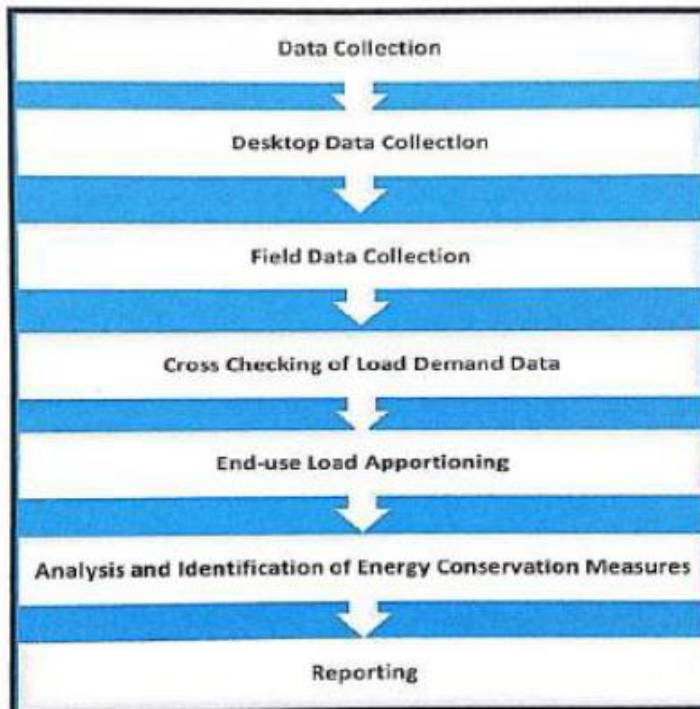 Data Collection
Desktop Data Collection
Field Data Collection
Cross Checking of Load Demand Data
End-use Load Apportioning
Analysis and Identification of Energy Conservation Measures
Reporting